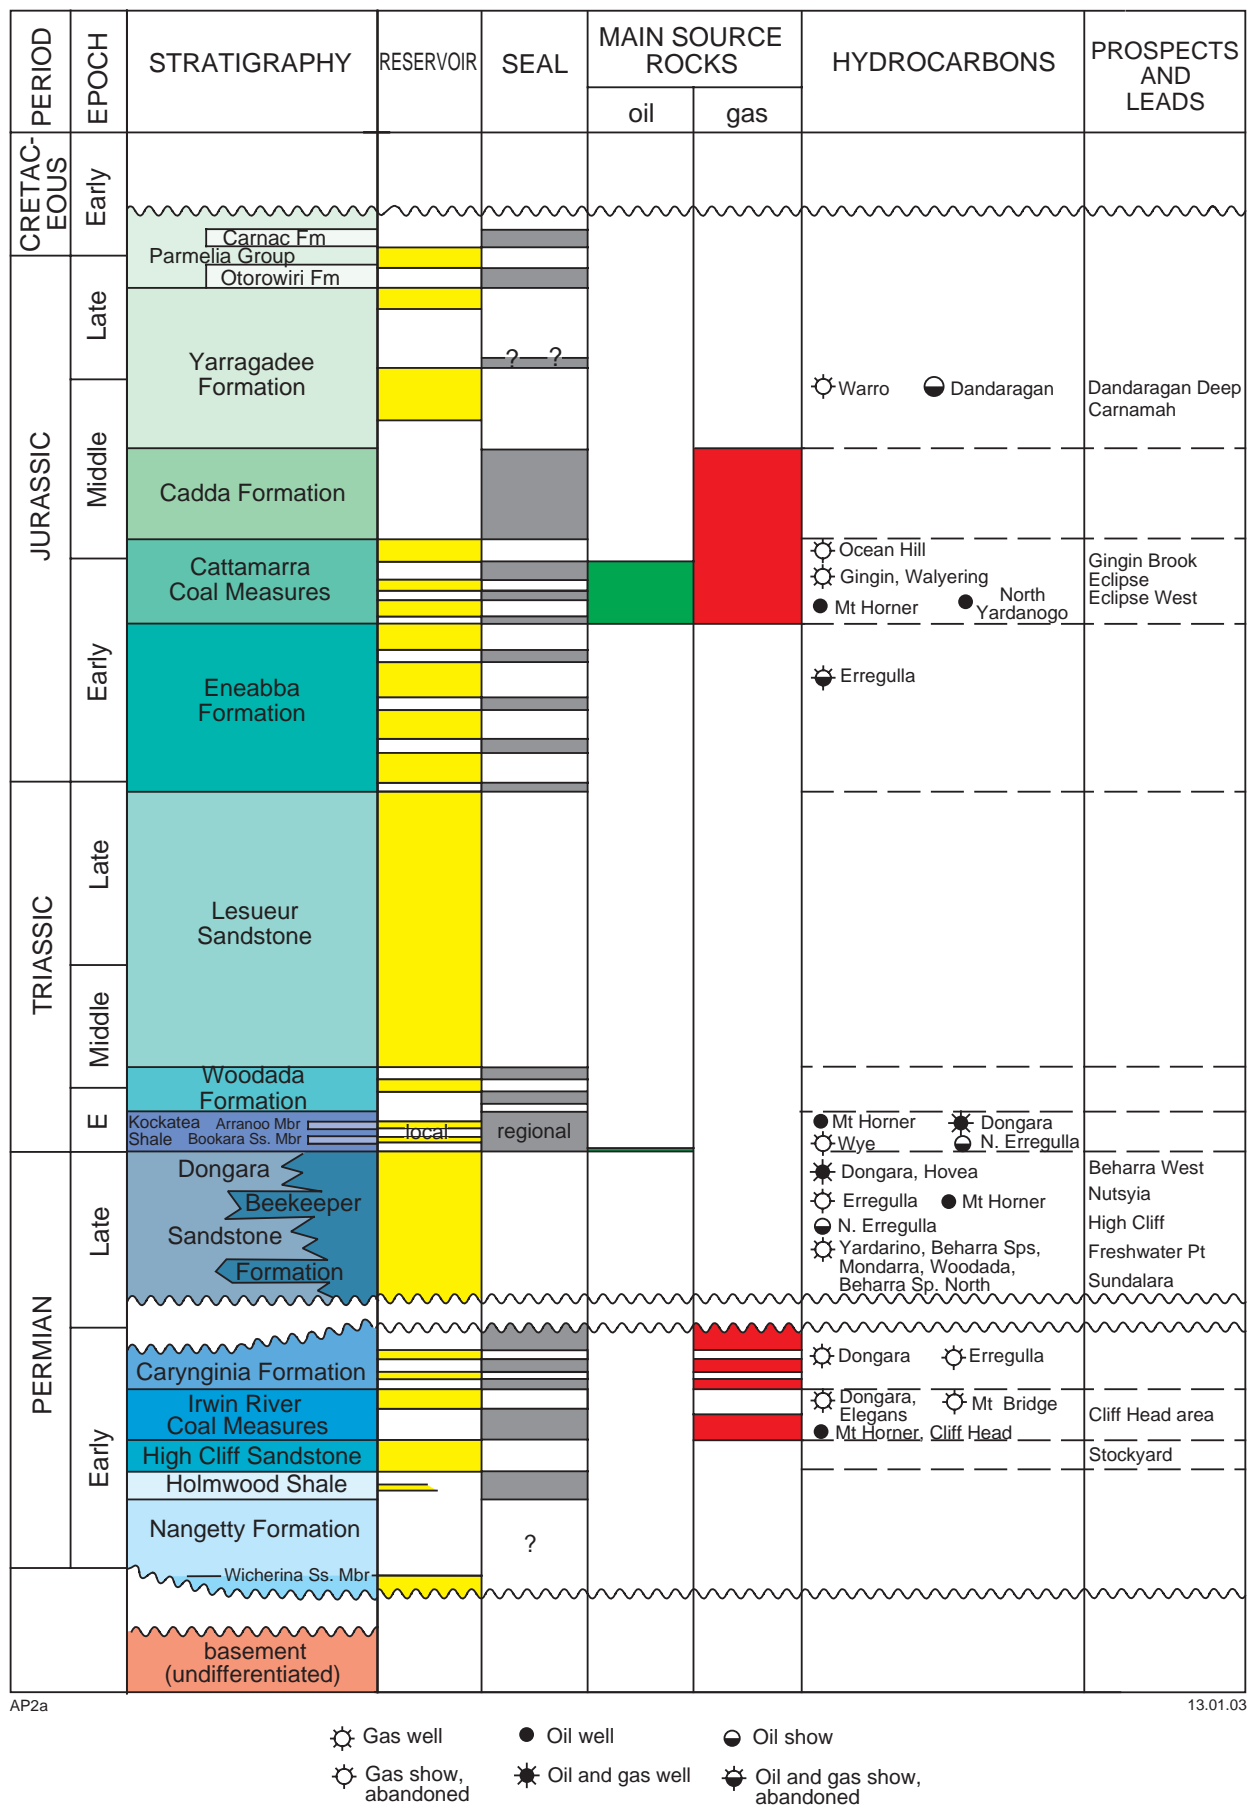 PERIOD
EPOCH
STRATIGRAPHY
RESERVOIR
SEAL
MAIN SOURCE
ROCKS
oil
gas
HYDROCARBONS
PROSPECTS
AND
LEADS
CRETAC-
EOUS
Early
Carnac Fm
Parmelia Group
Otorowiri Fm
JURASSIC
Late
Yarragadee
Formation
? ?
Warro
Dandaragan
Dandaragan Deep
Carnamah
Middle
Cadda Formation
Cattamarra
Coal Measures
Ocean Hill
Gingin, Walyering
Mt Horner
North
Yardanogo
Gingin Brook
Eclipse
Eclipse West
Early
Eneabba
Formation
Erregulla
TRIASSIC
Late
Lesueur
Sandstone
Middle
Woodada
Formation
E
Kockatea
Shale
Arranoo Mbr
Bookara Ss. Mbr
local
regional
Mt Horner
Dongara
Wye
N. Erregulla
PERMIAN
Late
Dongara
Beekeeper
Sandstone
Formation
Dongara, Hovea
Erregulla
Mt Horner
N. Erregulla
Yardarino, Beharra Sps,
Mondarra, Woodada,
Beharra Sp. North
Beharra West
Nutsyia
High Cliff
Freshwater Pt
Sundalara
Early
Carynginia Formation
Dongara
Erregulla
Irwin River
Coal Measures
Dongara,
Elegans
Mt Bridge
Mt Horner, Cliff Head
Cliff Head area
High Cliff Sandstone
Stockyard
Holmwood Shale
Nangetty Formation
?
Wicherina Ss. Mbr
basement
(undifferentiated)
AP2a
13.01.03
Gas well
Oil well
Oil show
Gas show,
abandoned
Oil and gas well
Oil and gas show,
abandoned